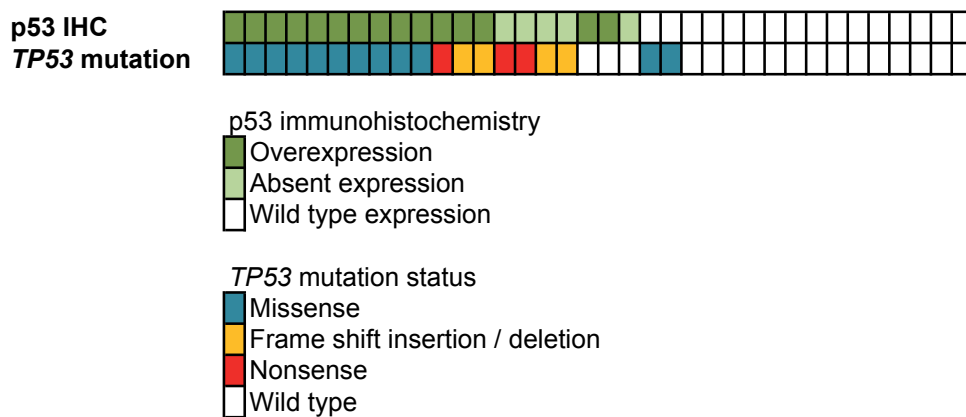 p53 IHC
TP53 mutation
p53 immunohistochemistry
Overexpression
Absent expression
Wild type expression
TP53 mutation status
Missense
Frame shift insertion / deletion
Nonsense
Wild type